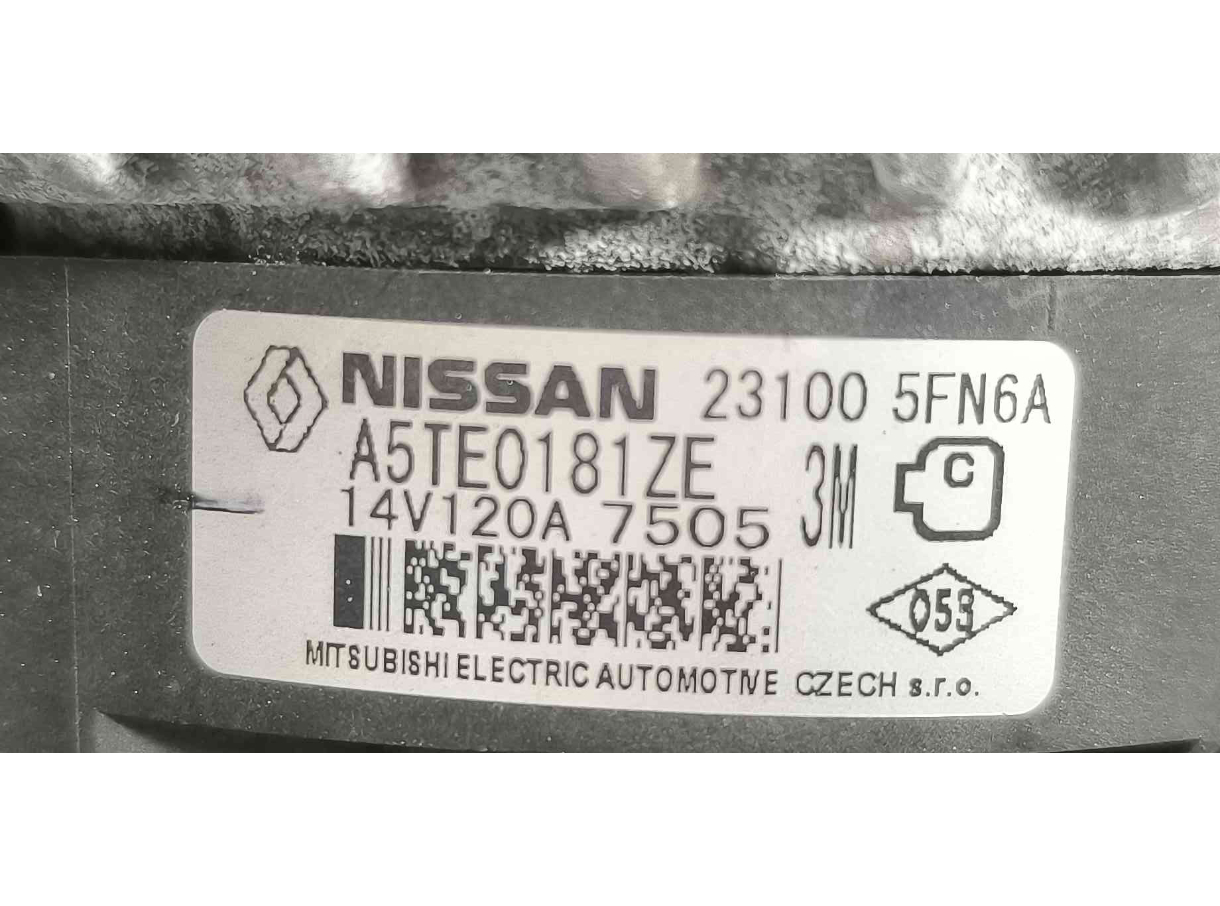 NISSAN 23100 5FN6A
A5TE0181ZE 3M C
14V120A 7505
053
MITSUBISHI ELECTRIC AUTOMOTIVE CZECH s.r.o.